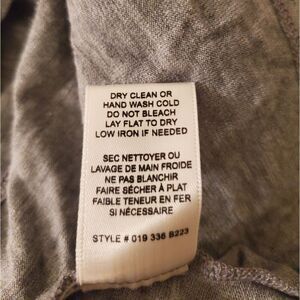 DRY CLEAN OR
HAND WASH COLD
DO NOT BLEACH
LAY FLAT TO DRY
LOW IRON IF NEEDED
SEC NETTOYER OU
LAVAGE DE MAIN FROIDE
NE PAS BLANCHIR
FAIRE SÉCHER À PLAT
FAIBLE TENEUR EN FER
SI NÉCESSAIRE
STYLE # 019 336 B223